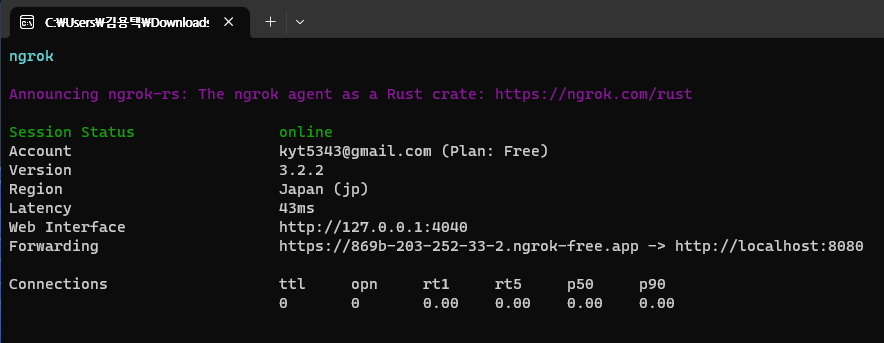 C:₩Users₩김용택₩Downloads
ngrok
Announcing ngrok-rs: The ngrok agent as a Rust crate: https://ngrok.com/rust
Session Status online
Account kyt5343@gmail.com (Plan: Free)
Version 3.2.2
Region Japan (jp)
Latency 43ms
Web Interface http://127.0.0.1:4040
Forwarding https://869b-203-252-33-2.ngrok-free.app -> http://localhost:8080
Connections ttl opn rt1 rt5 p50 p90
0 0 0.00 0.00 0.00 0.00